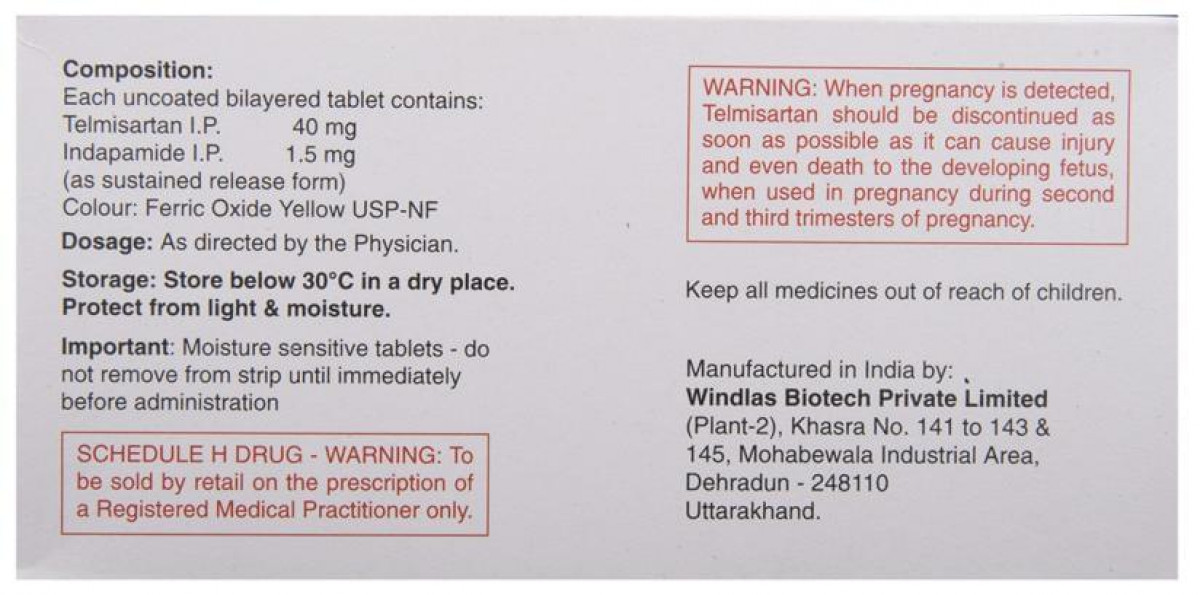 Composition:
Each uncoated bilayered tablet contains:
Telmisartan I.P. 40 mg
Indapamide I.P. 1.5 mg
(as sustained release form)
Colour: Ferric Oxide Yellow USP-NF
Dosage: As directed by the Physician.
Storage: Store below 30°C in a dry place.
Protect from light & moisture.
Important: Moisture sensitive tablets - do
not remove from strip until immediately
before administration
SCHEDULE H DRUG - WARNING: To
be sold by retail on the prescription of
a Registered Medical Practitioner only.
WARNING: When pregnancy is detected,
Telmisartan should be discontinued as
soon as possible as it can cause injury
and even death to the developing fetus,
when used in pregnancy during second
and third trimesters of pregnancy.
Keep all medicines out of reach of children.
Manufactured in India by:
Windlas Biotech Private Limited
(Plant-2), Khasra No. 141 to 143 &
145, Mohabewala Industrial Area,
Dehradun - 248110
Uttarakhand.